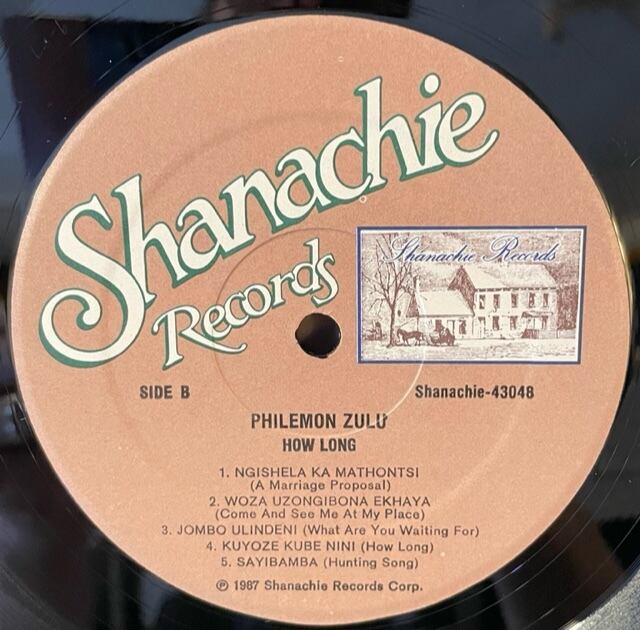 Shanachie
Records
Shanachie Records
SIDE B
Shanachie-43048
PHILEMON ZULU
HOW LONG
1. NGISHELA KA MATHONTSI
(A Marriage Proposal)
2. WOZA UZONGIBONA EKHAYA
(Come And See Me At My Place)
3. JOMBO ULINDENI (What Are You Waiting For)
4. KUYOZE KUBE NINI (How Long)
5. SAYIBAMBA (Hunting Song)
℗ 1987 Shanachie Records Corp.